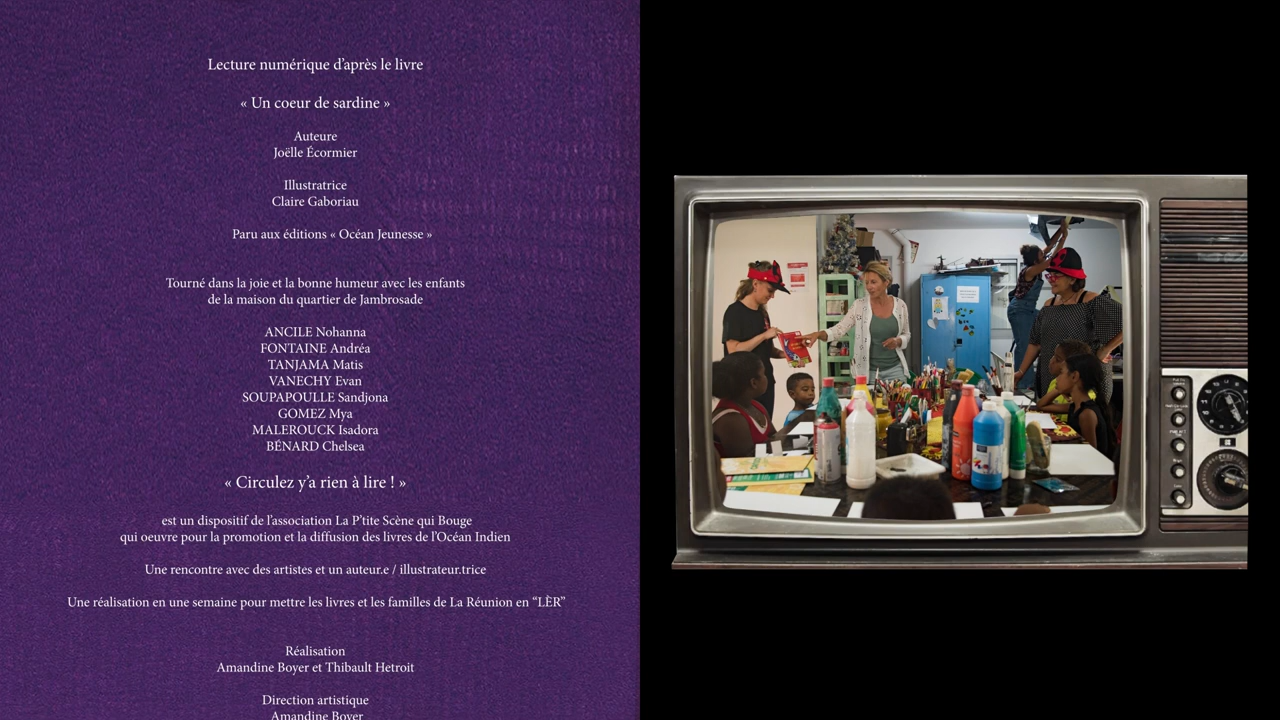 Lecture numérique d'après le livre
« Un coeur de sardine »
Auteure
Joëlle Écormier
Illustratrice
Claire Gaboriau
Paru aux éditions « Océan Jeunesse »
Tourné dans la joie et la bonne humeur avec les enfants
de la maison du quartier de Jambrosade
ANCILE Nohanna
FONTAINE Andréa
TANJAMA Matis
VANECHY Evan
SOUPAPOULLE Sandjona
GOMEZ Mya
MALEROUCK Isadora
BÉNARD Chelsea
« Circulez y'a rien à lire ! »
est un dispositif de l'association La P'tite Scène qui Bouge
qui oeuvre pour la promotion et la diffusion des livres de l'Océan Indien
Une rencontre avec des artistes et un auteur.e / illustrateur.trice
Une réalisation en une semaine pour mettre les livres et les familles de La Réunion en “LÈR”
Réalisation
Amandine Boyer et Thibault Hetroit
Direction artistique
Amandine Boyer